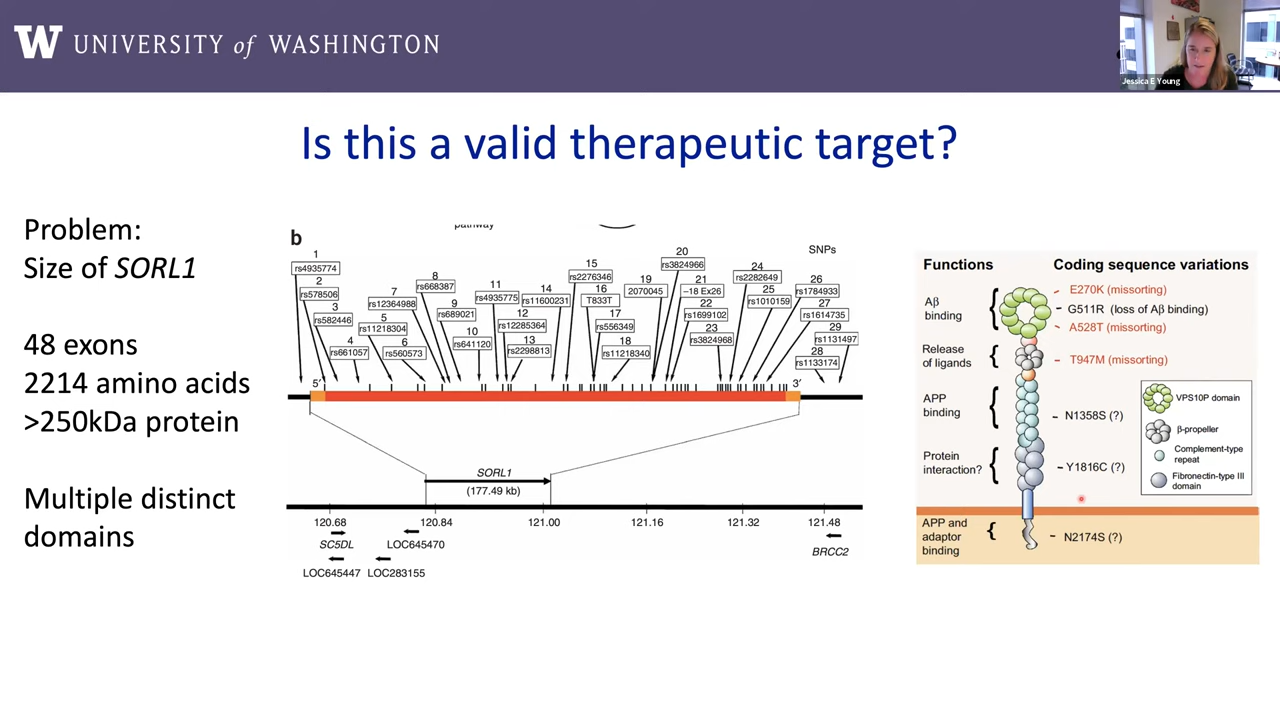 W UNIVERSITY of WASHINGTON
Jessica E Young
Is this a valid therapeutic target?
Problem:
Size of SORL1
48 exons
2214 amino acids
>250kDa protein
Multiple distinct
domains
b
pathway
SNPs
1
rs4935774
2
rs578506
3
rs582446
4
rs661057
5
rs11218304
6
rs560573
7
rs12364988
8
rs668387
9
rs689021
10
rs641120
11
rs4935775
12
rs12285364
13
rs2298813
14
rs11600231
15
rs2276346
16
T833T
17
rs556349
18
rs11218340
19
2070045
20
rs3824966
21
–18 Ex26
22
rs1699102
23
rs3824968
24
rs2282649
25
rs1010159
26
rs1784933
27
rs1614735
28
rs1133174
29
rs1131497
5′
3′
SORL1
(177.49 kb)
120.68
120.84
121.00
121.16
121.32
121.48
SC5DL
LOC645470
BRCC2
LOC645447
LOC283155
Functions
Coding sequence variations
Aβ
binding
E270K (missorting)
G511R (loss of Aβ binding)
A528T (missorting)
Release
of ligands
T947M (missorting)
APP
binding
N1358S (?)
Protein
interaction?
Y1816C (?)
APP and
adaptor
binding
N2174S (?)
VPS10P domain
β-propeller
Complement-type
repeat
Fibronectin-type III
domain